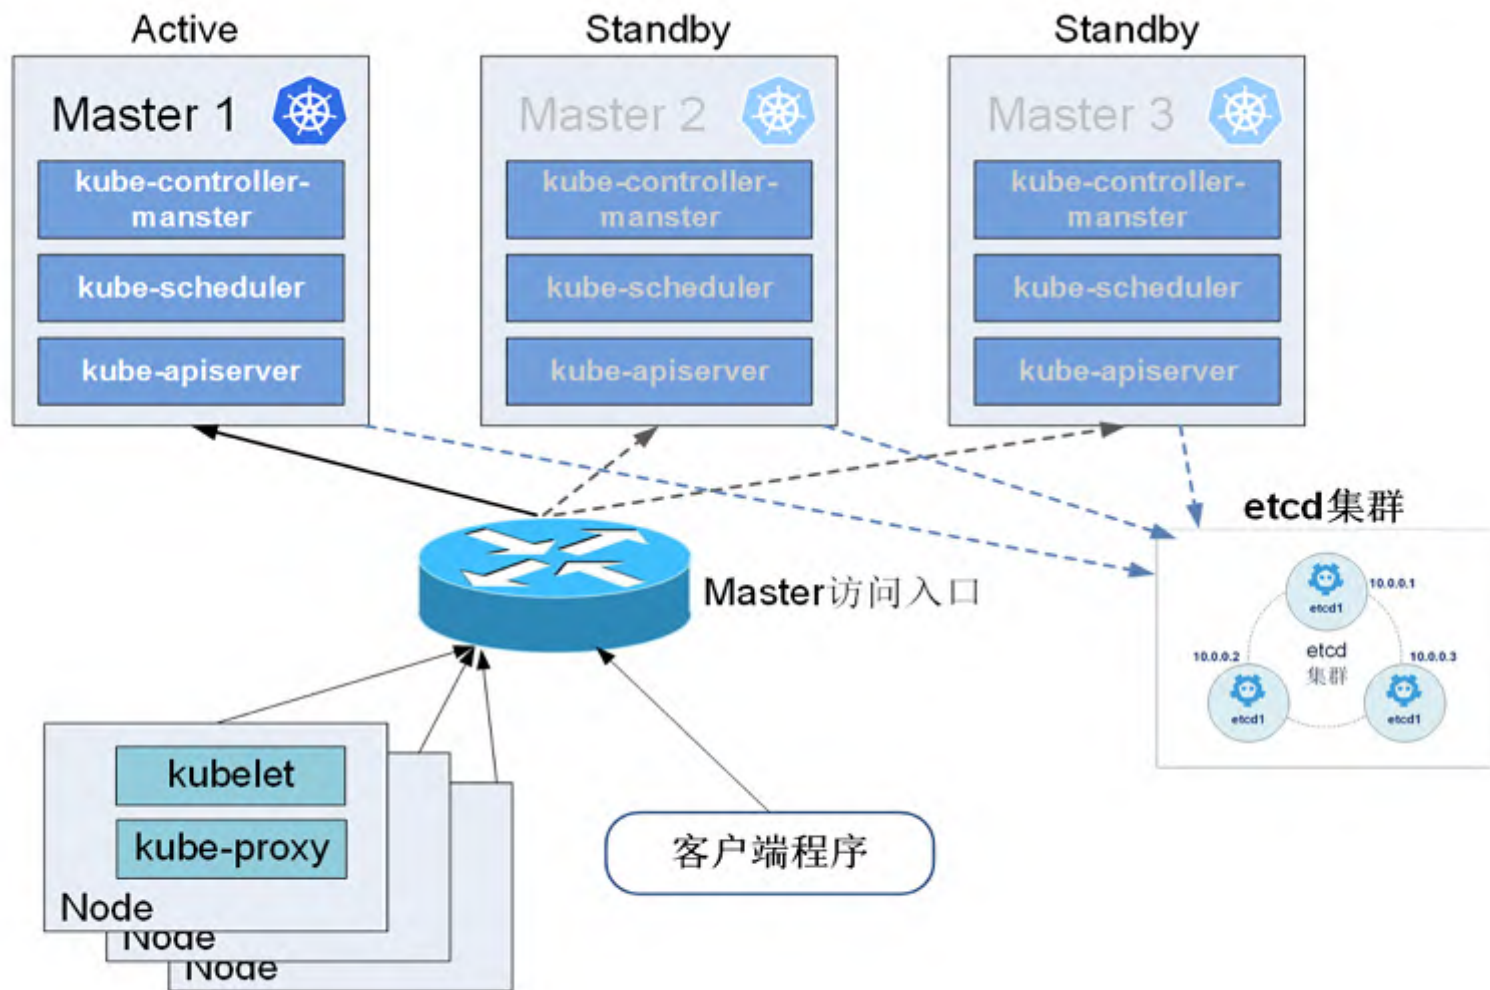 Active
Standby
Standby
Master 1
kube-controller-
manster
kube-scheduler
kube-apiserver
Master 2
kube-controller-
manster
kube-scheduler
kube-apiserver
Master 3
kube-controller-
manster
kube-scheduler
kube-apiserver
etcd集群
Master访问入口
10.0.0.1
etcd1
etcd
集群
10.0.0.2
etcd1
10.0.0.3
etcd1
kubelet
kube-proxy
Node
Node
Node
客户端程序